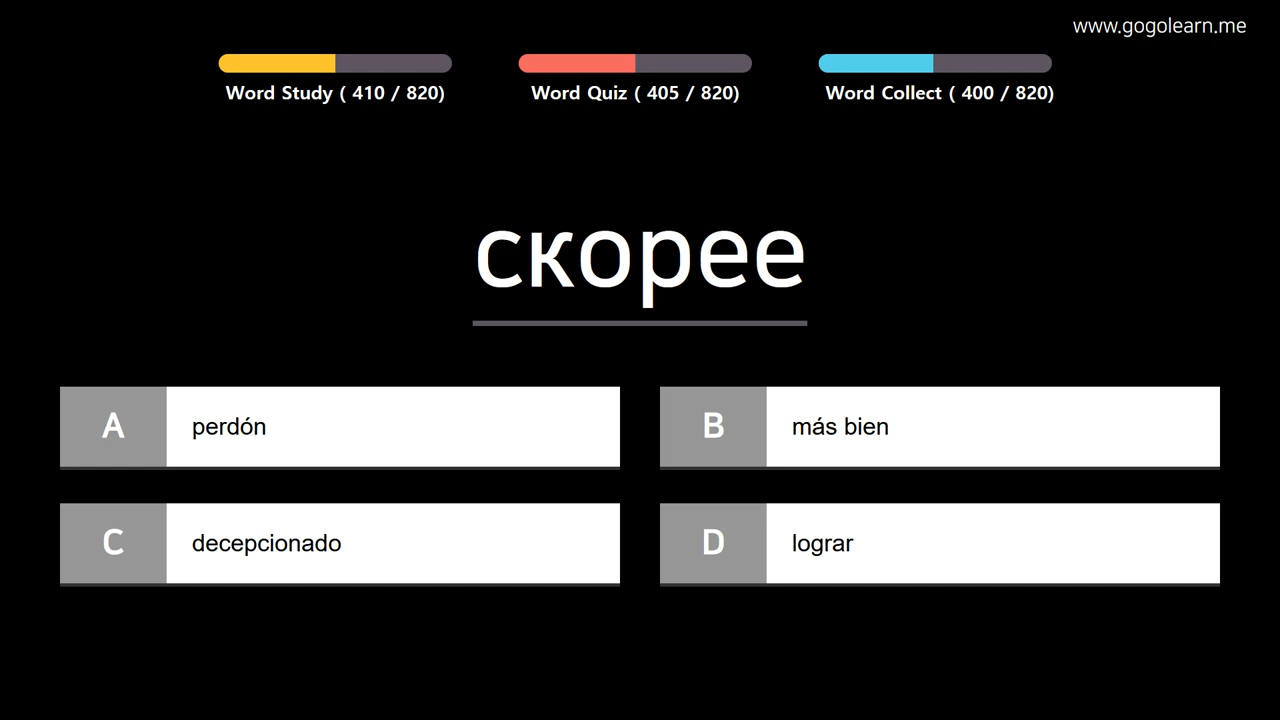 www.gogolearn.me
Word Study ( 410 / 820)
Word Quiz ( 405 / 820)
Word Collect ( 400 / 820)
скорее
A perdón
B más bien
C decepcionado
D lograr